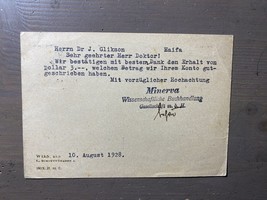 Herrn Dr J. Glikson Haifa
Sehr geehrter Herr Doktor!
Wir bestätigen mit bestem Dank den Erhalt von
Dollar 3.--, welchen Betrag wir Ihrem Konto gut-
geschrieben haben.
Mit vorzüglicher Hochachtung
Minerva
Wissenschaftliche Buchhandlung
Gesellschaft m. b. H.
WIEN,
10. August 1928.